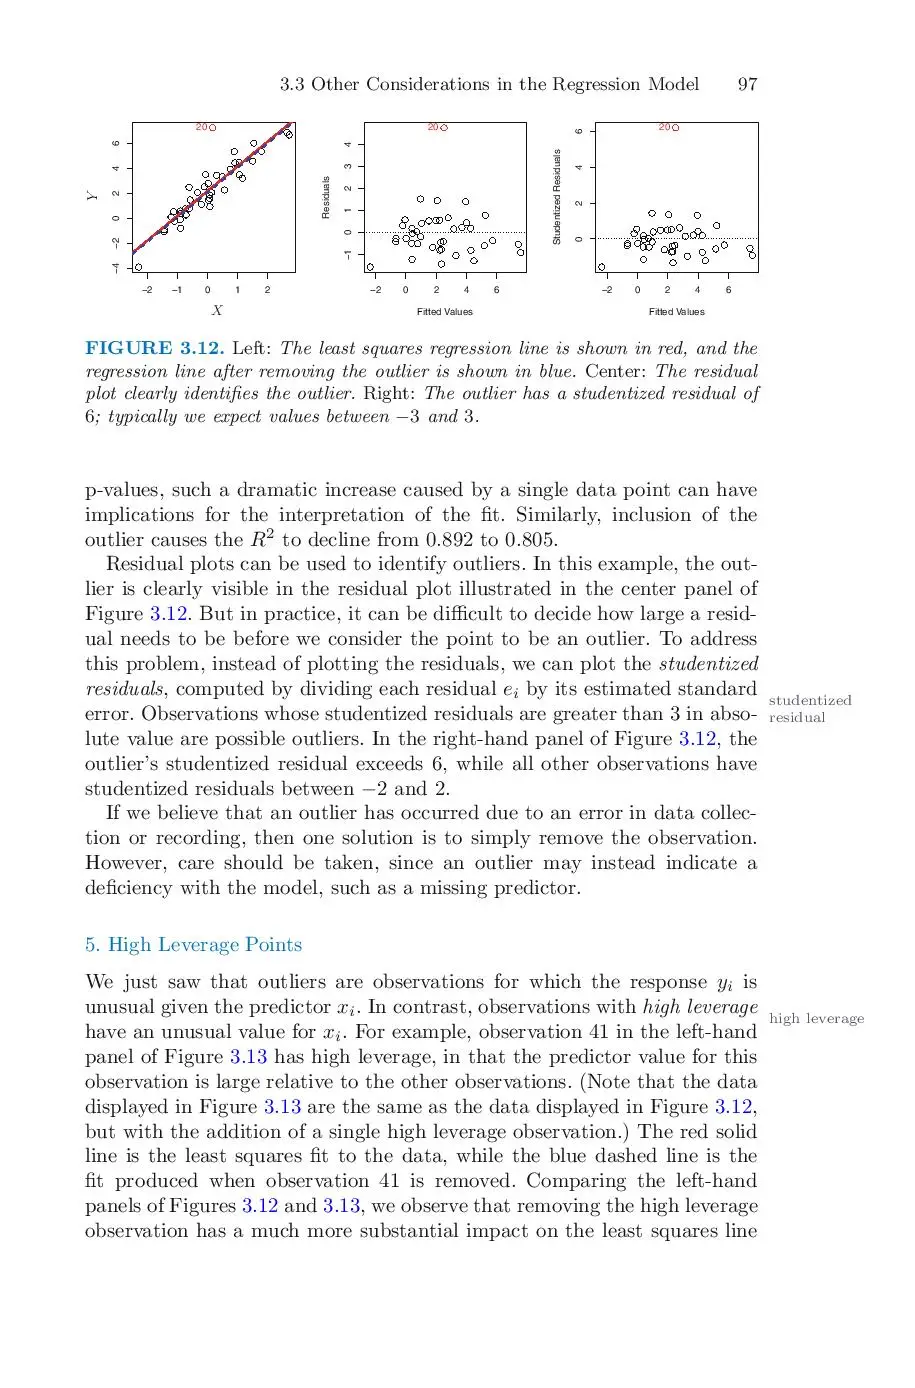 3.3 Other Considerations in the Regression Model 97
20
−4 −2 0 2 4 6
Y
−2 −1 0 1 2
X
20
−1 0 1 2 3 4
Residuals
−2 0 2 4 6
Fitted Values
20
0 2 4 6
Studentized Residuals
−2 0 2 4 6
Fitted Values
FIGURE 3.12. Left: The least squares regression line is shown in red, and the
regression line after removing the outlier is shown in blue. Center: The residual
plot clearly identifies the outlier. Right: The outlier has a studentized residual of
6; typically we expect values between −3 and 3.
p-values, such a dramatic increase caused by a single data point can have
implications for the interpretation of the fit. Similarly, inclusion of the
outlier causes the R² to decline from 0.892 to 0.805.
Residual plots can be used to identify outliers. In this example, the out-
lier is clearly visible in the residual plot illustrated in the center panel of
Figure 3.12. But in practice, it can be difficult to decide how large a resid-
ual needs to be before we consider the point to be an outlier. To address
this problem, instead of plotting the residuals, we can plot the studentized
residuals, computed by dividing each residual eᵢ by its estimated standard
error. Observations whose studentized residuals are greater than 3 in abso-
lute value are possible outliers. In the right-hand panel of Figure 3.12, the
outlier's studentized residual exceeds 6, while all other observations have
studentized residuals between −2 and 2.
studentized
residual
If we believe that an outlier has occurred due to an error in data collec-
tion or recording, then one solution is to simply remove the observation.
However, care should be taken, since an outlier may instead indicate a
deficiency with the model, such as a missing predictor.
5. High Leverage Points
We just saw that outliers are observations for which the response yᵢ is
unusual given the predictor xᵢ. In contrast, observations with high leverage
have an unusual value for xᵢ. For example, observation 41 in the left-hand
panel of Figure 3.13 has high leverage, in that the predictor value for this
observation is large relative to the other observations. (Note that the data
displayed in Figure 3.13 are the same as the data displayed in Figure 3.12,
but with the addition of a single high leverage observation.) The red solid
line is the least squares fit to the data, while the blue dashed line is the
fit produced when observation 41 is removed. Comparing the left-hand
panels of Figures 3.12 and 3.13, we observe that removing the high leverage
observation has a much more substantial impact on the least squares line
high leverage